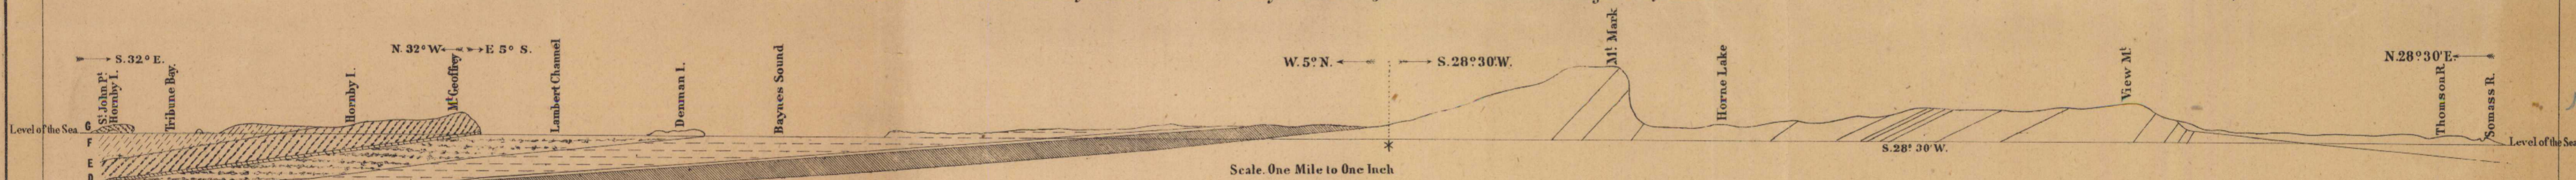 S. 32° E.
N. 32° W.
E 5° S.
W. 5° N.
S. 28° 30' W.
N. 28° 30' E.
St. John Pt.
Hornby I.
Tribune Bay.
Hornby I.
Mt. Geoffrey
Lambert Channel
Denman I.
Baynes Sound
Mt. Mark
Horne Lake
View Mt.
Thomson R.
Somass R.
Level of the Sea
G
F
E
D
S. 28° 30' W.
Level of the Sea
Scale. One Mile to One Inch